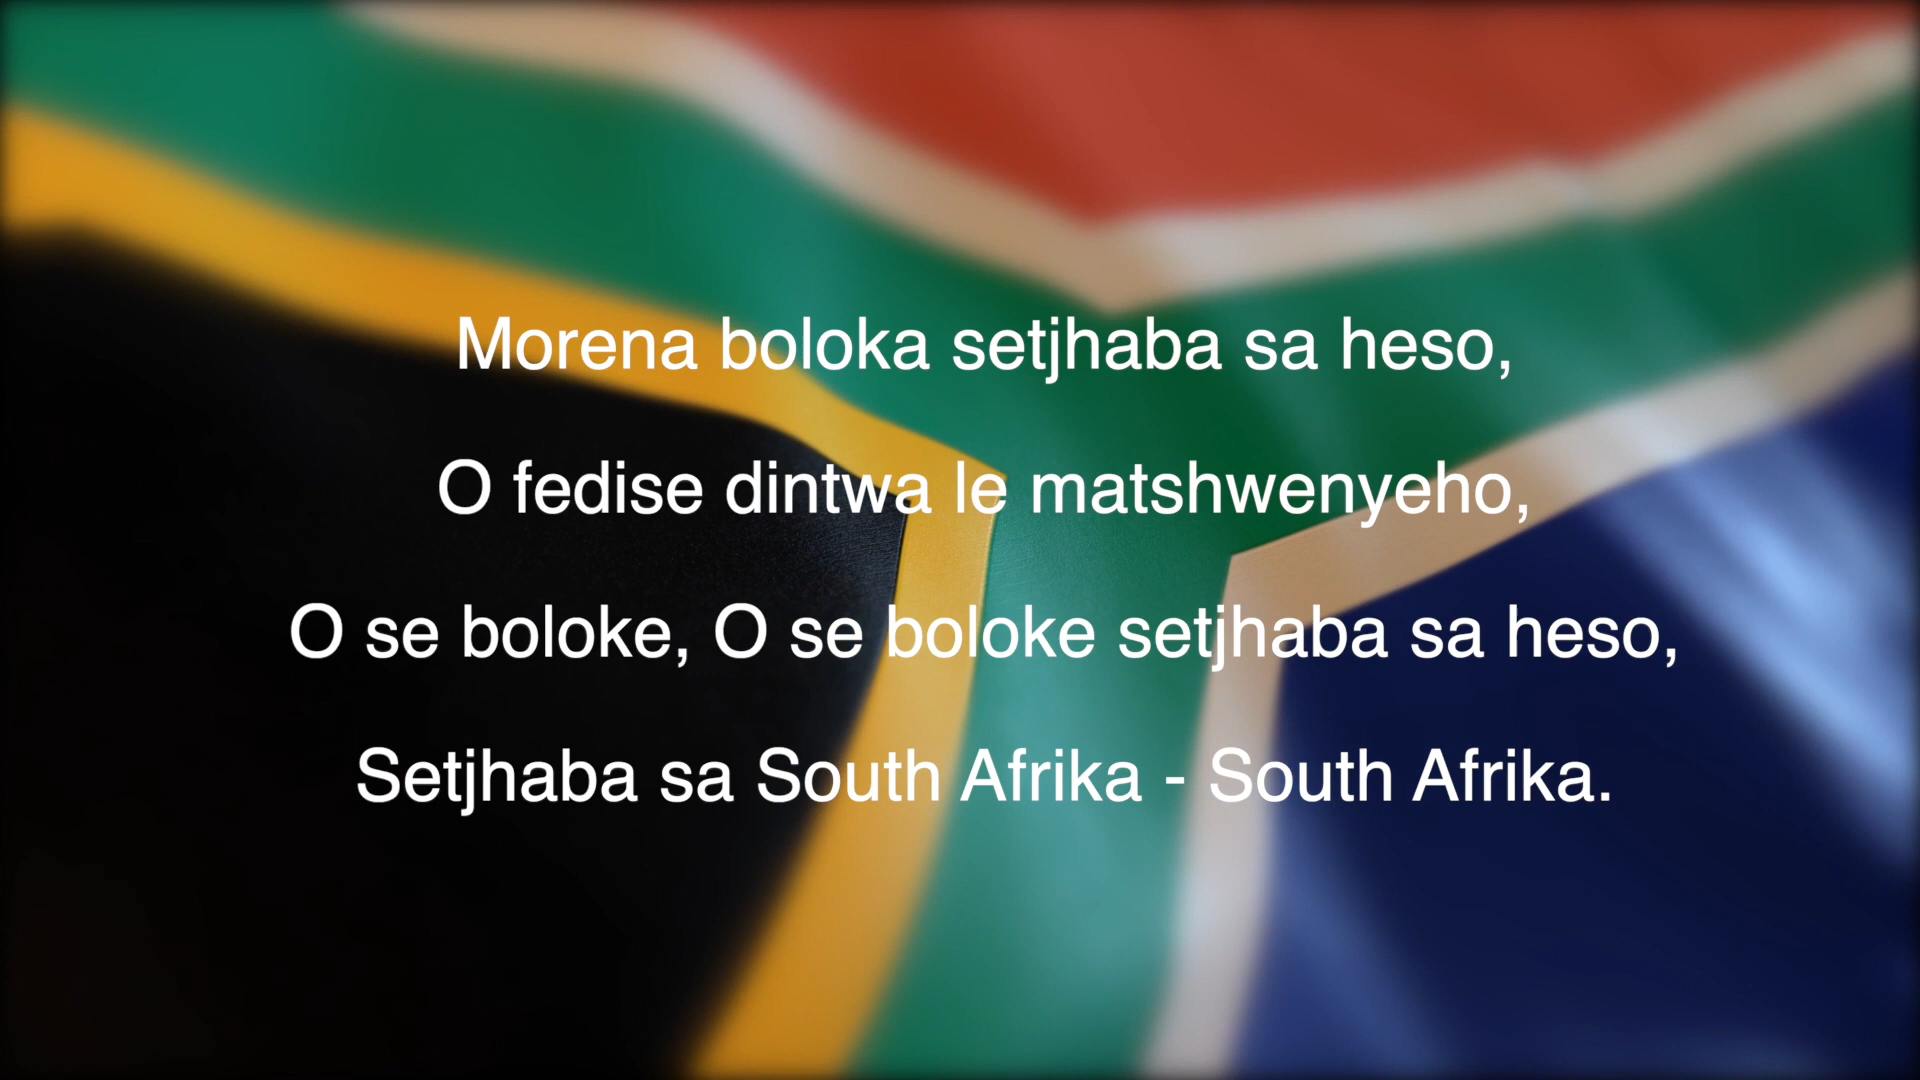 Morena boloka setjhaba sa heso,
O fedise dintwa le matshwenyeho,
O se boloke, O se boloke setjhaba sa heso,
Setjhaba sa South Afrika - South Afrika.